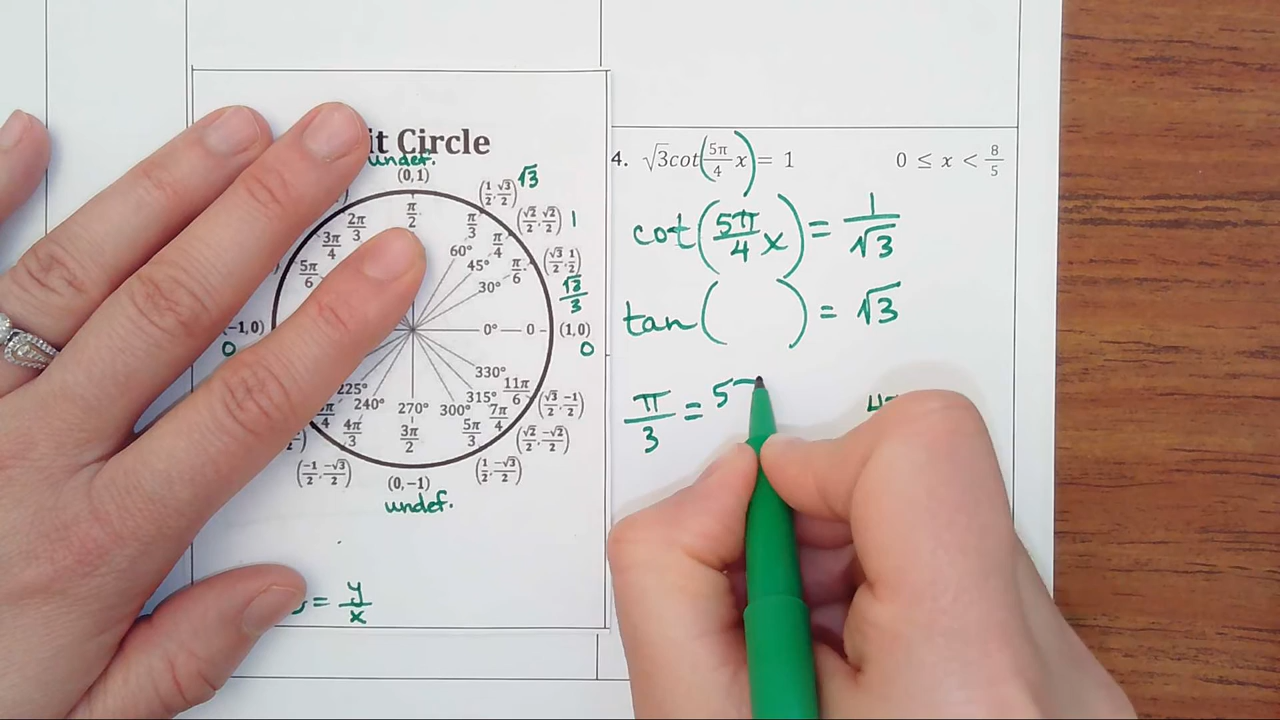 it Circle
undef.
(0, 1)
(1/2, √3/2) √3
(√2/2, √2/2) 1
(√3/2, 1/2)
√3/3
π/2
2π/3
π/3
3π/4
π/4
5π/6
π/6
60°
45°
30°
(−1,0)
0° 0 (1,0)
0 0
330°
225° 315° 11π/6 (√3/2, −1/2)
240° 270° 300° 7π/4 (√2/2, −√2/2)
4π/3 3π/2 5π/3
(−1/2, −√3/2) (0, −1) (1/2, −√3/2)
undef.
= y/x
4. √3cot(5π/4 x) = 1 0 ≤ x < 8/5
cot(5π/4 x) = 1/√3
tan( ) = √3
π/3 = 5